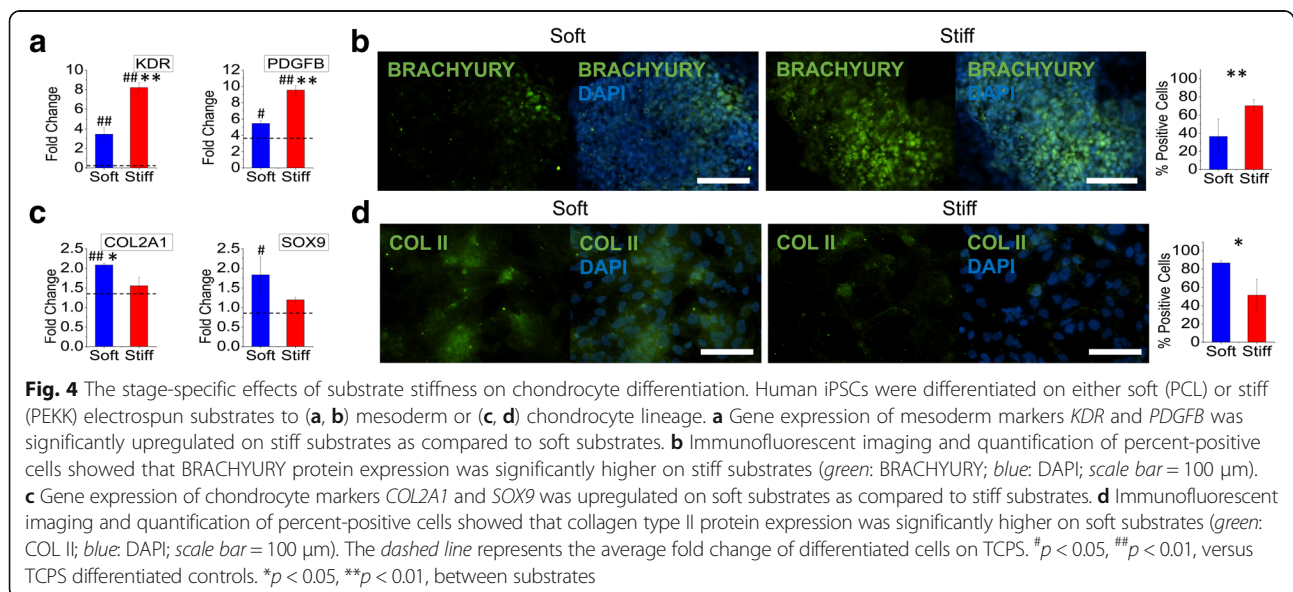 a
KDR
PDGFB
Fold Change
8
6
4
2
0
##
##**
Soft Stiff
Fold Change
12
10
8
6
4
2
0
#
##**
Soft Stiff
b
Soft
Stiff
BRACHYURY
BRACHYURY
DAPI
BRACHYURY
BRACHYURY
DAPI
% Positive Cells
100
80
60
40
20
0
**
Soft Stiff
c
COL2A1
SOX9
Fold Change
2.5
2.0
1.5
1.0
0.5
0.0
## *
Soft Stiff
Fold Change
2.5
2.0
1.5
1.0
0.5
0.0
#
Soft Stiff
d
Soft
Stiff
COL II
COL II
DAPI
COL II
COL II
DAPI
% Positive Cells
100
80
60
40
20
0
*
Soft Stiff
Fig. 4 The stage-specific effects of substrate stiffness on chondrocyte differentiation. Human iPSCs were differentiated on either soft (PCL) or stiff
(PEKK) electrospun substrates to (a, b) mesoderm or (c, d) chondrocyte lineage. a Gene expression of mesoderm markers KDR and PDGFB was
significantly upregulated on stiff substrates as compared to soft substrates. b Immunofluorescent imaging and quantification of percent-positive
cells showed that BRACHYURY protein expression was significantly higher on stiff substrates (green: BRACHYURY; blue: DAPI; scale bar = 100 μm).
c Gene expression of chondrocyte markers COL2A1 and SOX9 was upregulated on soft substrates as compared to stiff substrates. d Immunofluorescent
imaging and quantification of percent-positive cells showed that collagen type II protein expression was significantly higher on soft substrates (green:
COL II; blue: DAPI; scale bar = 100 μm). The dashed line represents the average fold change of differentiated cells on TCPS. #p < 0.05, ##p < 0.01, versus
TCPS differentiated controls. *p < 0.05, **p < 0.01, between substrates